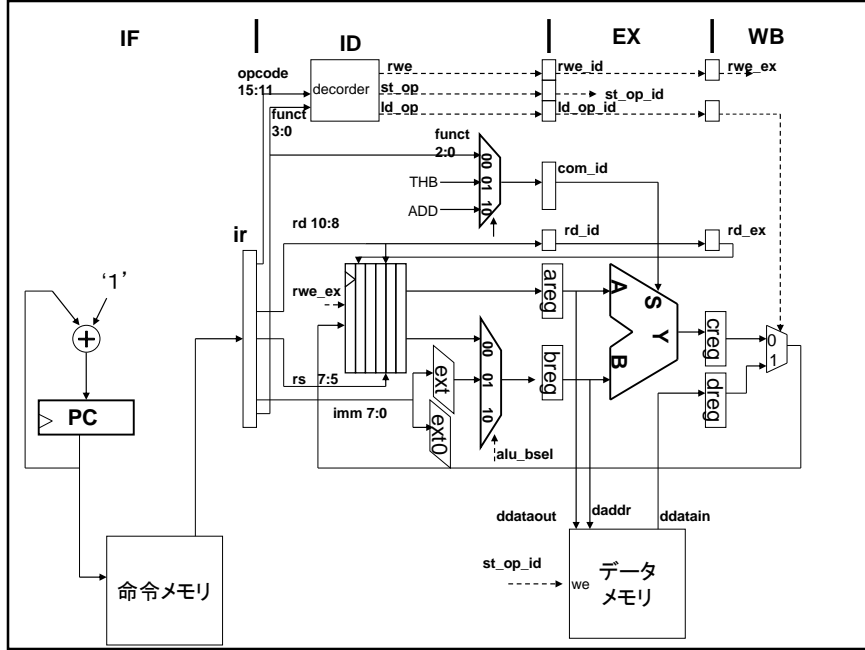 IF
ID
EX
WB
opcode
15:11
funct
3:0
decorder
rwe
st_op
ld_op
rwe_id
st_op_id
ld_op_id
rwe_ex
funct
2:0
THB
ADD
00
01
10
com_id
ir
rd 10:8
rd_id
rd_ex
rwe_ex
rs 7:5
imm 7:0
ext
ext0
00
01
10
alu_bsel
areg
breg
A
B
S
Y
creg
dreg
0
1
'1'
+
PC
命令メモリ
ddataout
daddr
ddatain
st_op_id
we
データ
メモリ